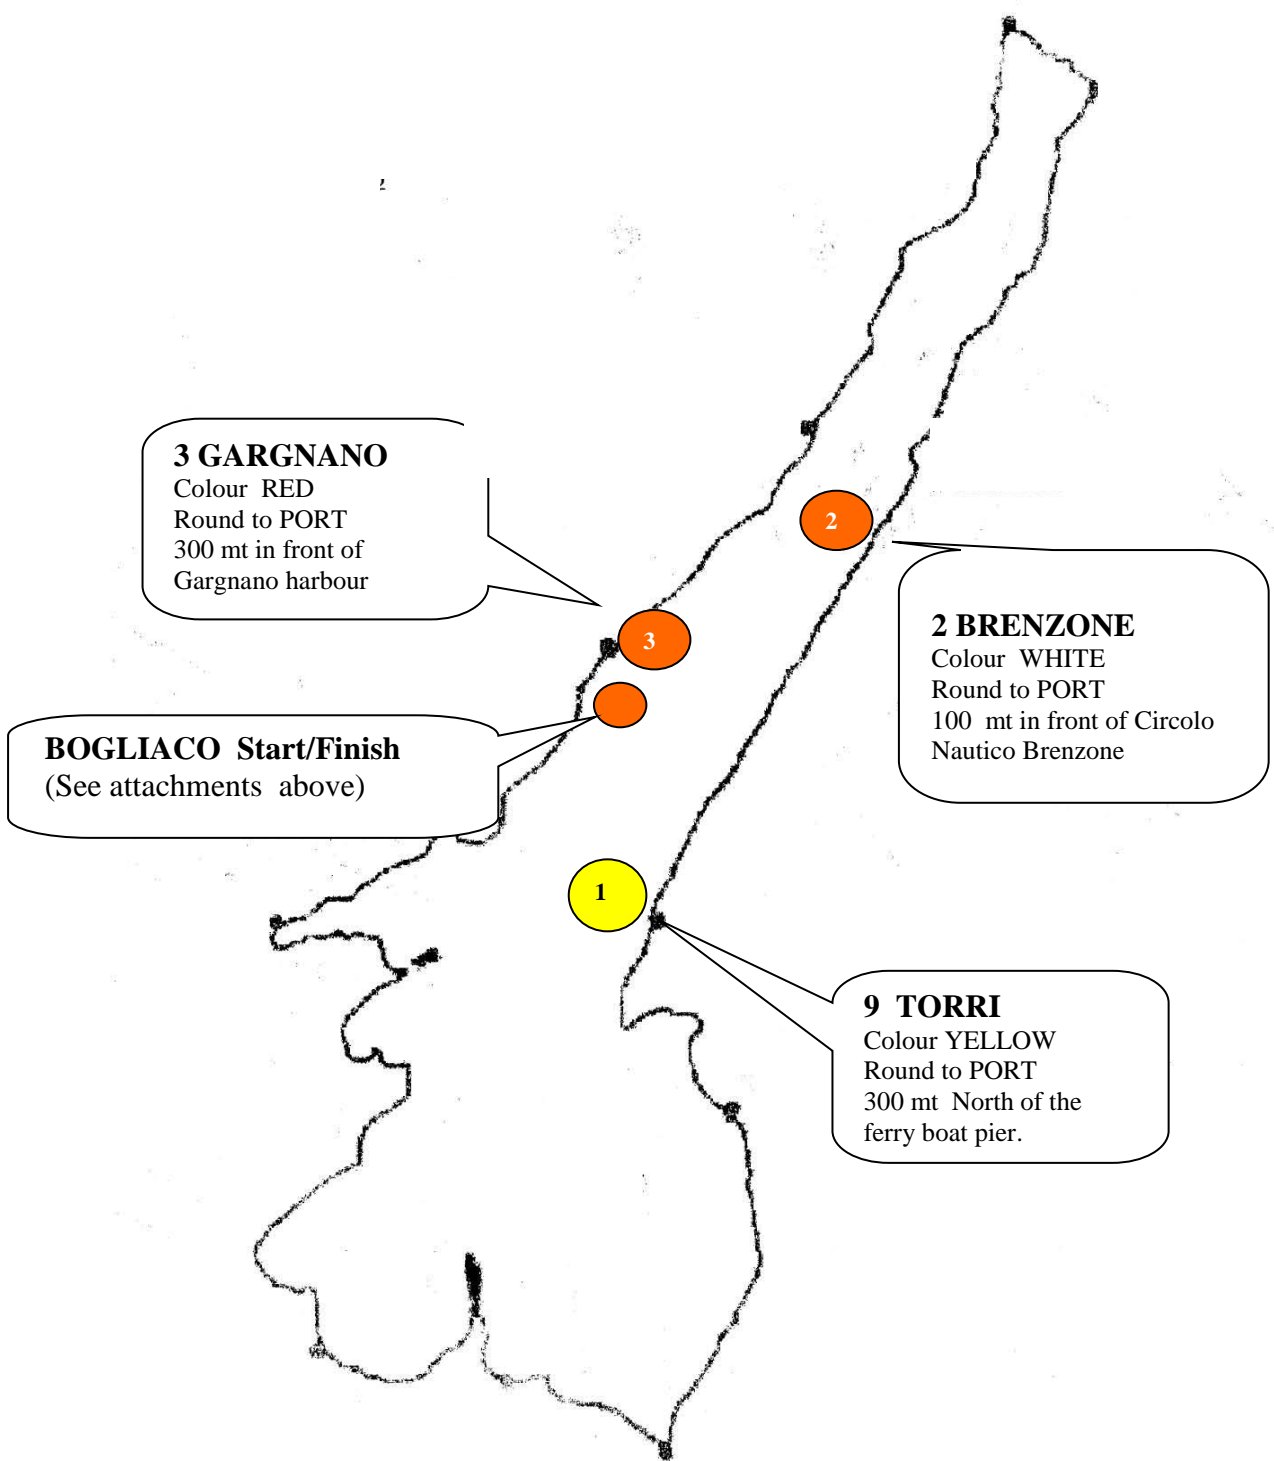 3 GARGNANO
Colour RED
Round to PORT
300 mt in front of
Gargnano harbour
2
2 BRENZONE
Colour WHITE
Round to PORT
100 mt in front of Circolo
Nautico Brenzone
3
BOGLIACO Start/Finish
(See attachments above)
1
9 TORRI
Colour YELLOW
Round to PORT
300 mt North of the
ferry boat pier.